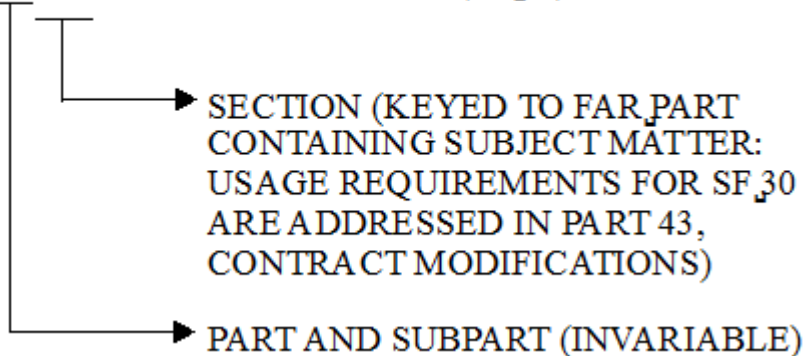 SECTION (KEYED TO FAR PART
CONTAINING SUBJECT MATTER:
USAGE REQUIREMENTS FOR SF 30
ARE ADDRESSED IN PART 43,
CONTRACT MODIFICATIONS)
PART AND SUBPART (INVARIABLE)